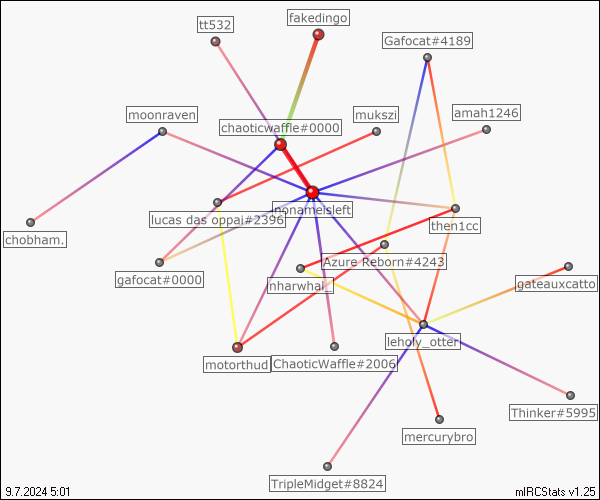 fakedingo
tt532
Gafocat#4189
moonraven
mukszi
amah1246
chaoticwaffle#0000
nonameisleft
lucas das oppai#2396
then1cc
chobham.
Azure Reborn#4243
gafocat#0000
nharwhal_
gateauxcatto
leholy_otter
motorthud
ChaoticWaffle#2006
Thinker#5995
mercurybro
TripleMidget#8824
9.7.2024 5:01
mIRCStats v1.25